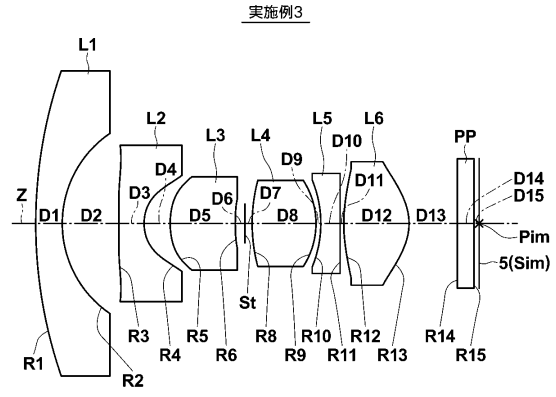 実施例3
L1
L2
L3
L4
L5
L6
PP
D4
D9
D10
D11
D3
D6
D7
D14
D15
Z
D1
D2
D5
D8
D12
D13
Pim
St
5(Sim)
R1
R2
R3
R4
R5
R6
R8
R9
R10
R11
R12
R13
R14
R15